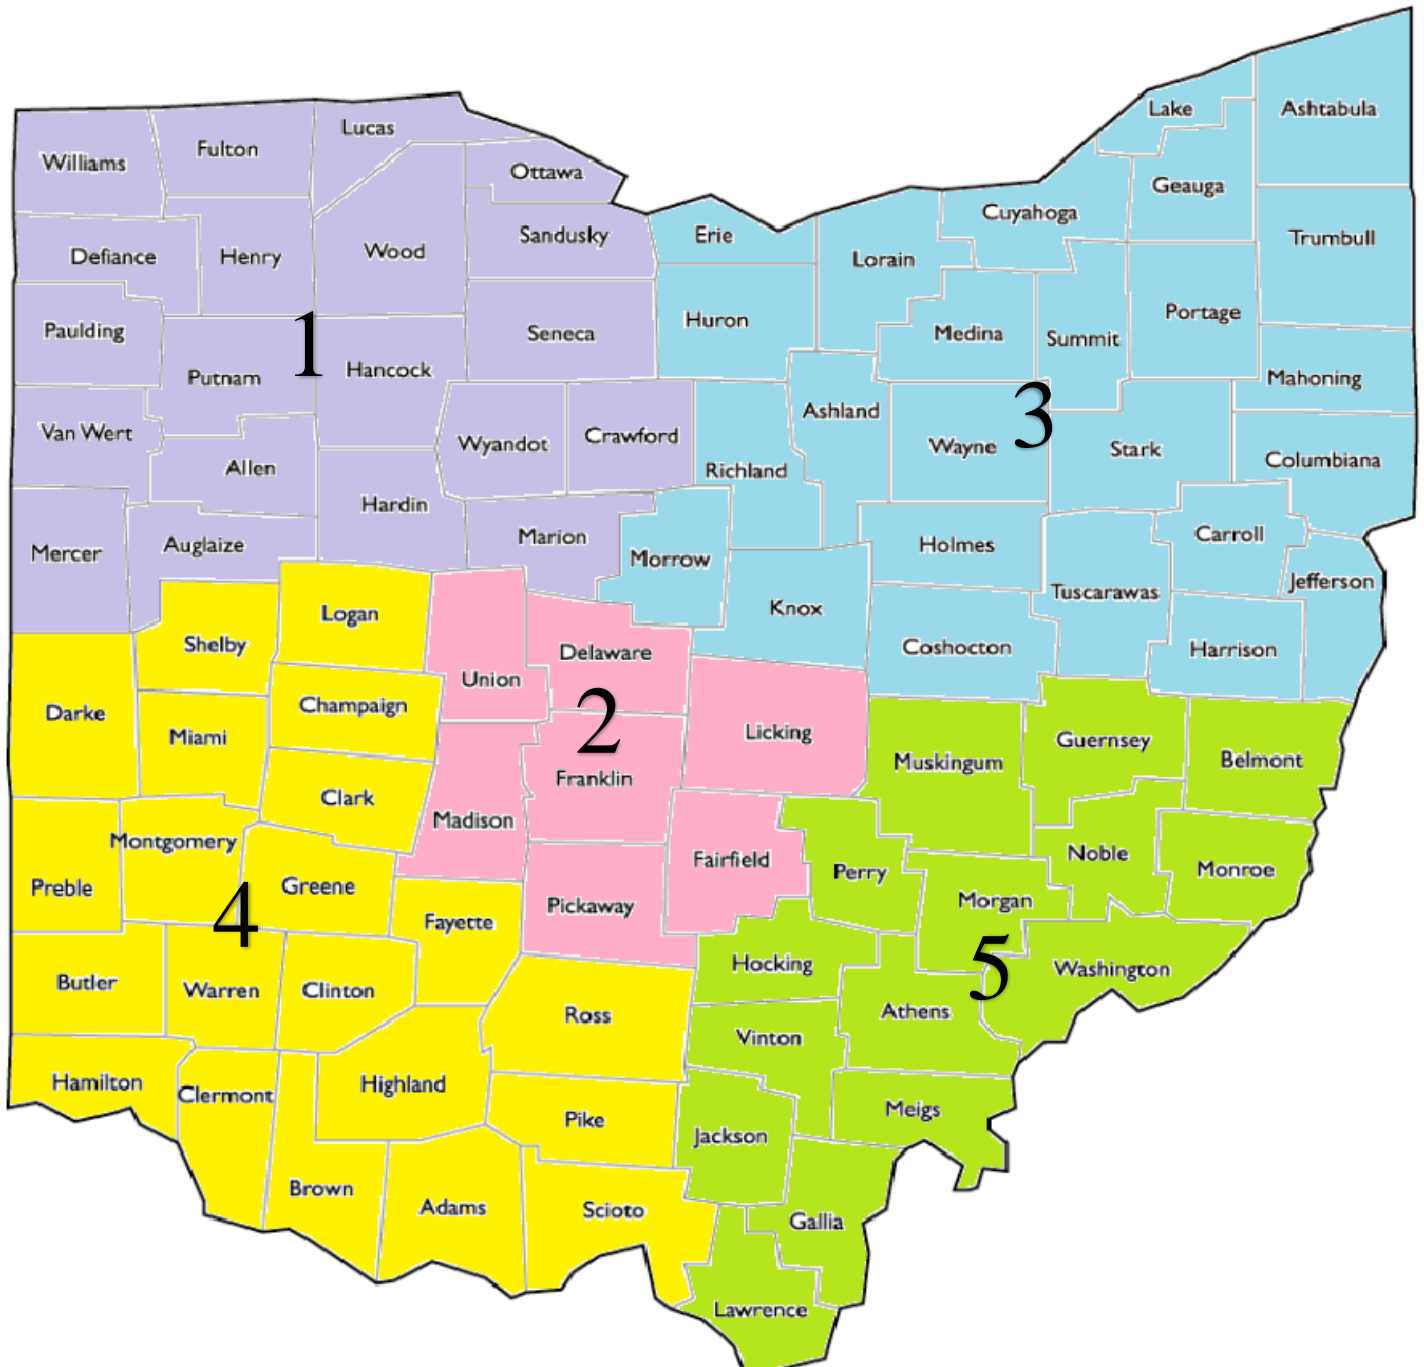 Lake
Ashtabula
Lucas
Fulton
Williams
Ottawa
Geauga
Cuyahoga
Erie
Sandusky
Trumbull
Wood
Defiance
Henry
Lorain
Portage
Huron
Paulding
Seneca
Medina
Summit
1
Hancock
Putnam
Mahoning
Ashland
3
Van Wert
Crawford
Wyandot
Wayne
Stark
Columbiana
Allen
Richland
Hardin
Marion
Carroll
Auglaize
Holmes
Mercer
Morrow
Jefferson
Tuscarawas
Knox
Logan
Shelby
Coshocton
Harrison
Delaware
Union
Champaign
Darke
2
Miami
Licking
Guernsey
Belmont
Muskingum
Franklin
Clark
Madison
Montgomery
Noble
Fairfield
Perry
Monroe
Preble
Greene
Morgan
Pickaway
4
Fayette
Hocking
5
Washington
Butler
Warren
Clinton
Athens
Ross
Vinton
Hamilton
Highland
Clermont
Meigs
Pike
Jackson
Brown
Adams
Scioto
Gallia
Lawrence